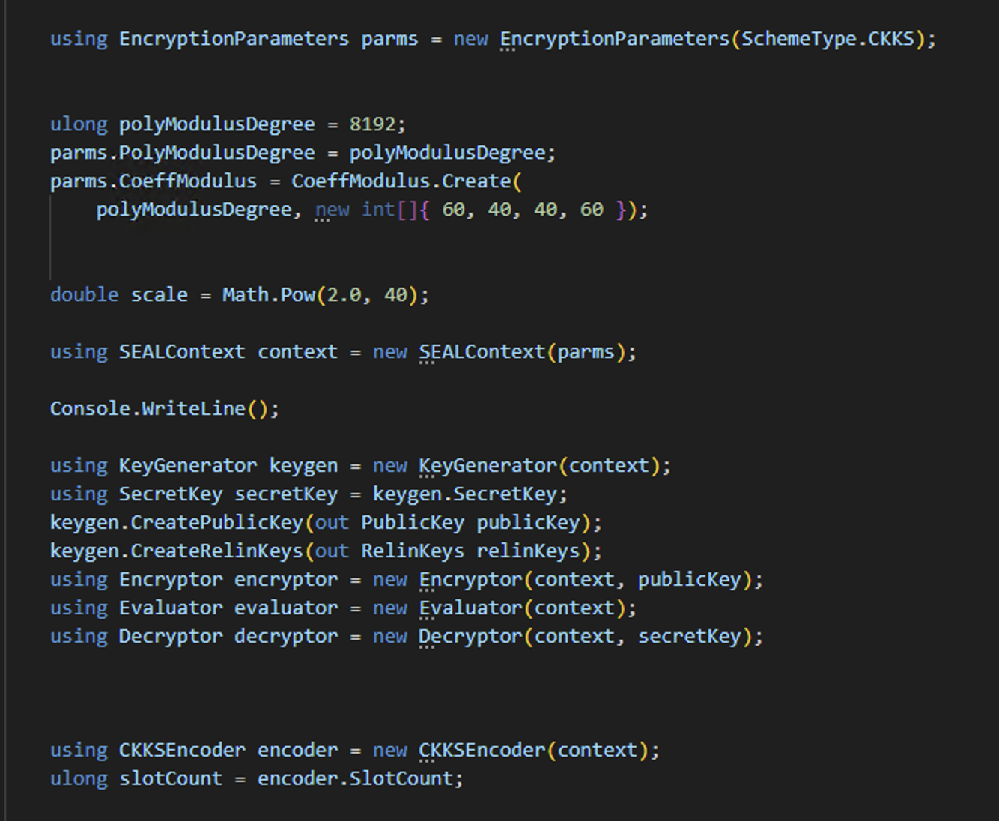 using EncryptionParameters parms = new EncryptionParameters(SchemeType.CKKS);
ulong polyModulusDegree = 8192;
parms.PolyModulusDegree = polyModulusDegree;
parms.CoeffModulus = CoeffModulus.Create(
polyModulusDegree, new int[]{ 60, 40, 40, 60 });
double scale = Math.Pow(2.0, 40);
using SEALContext context = new SEALContext(parms);
Console.WriteLine();
using KeyGenerator keygen = new KeyGenerator(context);
using SecretKey secretKey = keygen.SecretKey;
keygen.CreatePublicKey(out PublicKey publicKey);
keygen.CreateRelinKeys(out RelinKeys relinKeys);
using Encryptor encryptor = new Encryptor(context, publicKey);
using Evaluator evaluator = new Evaluator(context);
using Decryptor decryptor = new Decryptor(context, secretKey);
using CKKSEncoder encoder = new CKKSEncoder(context);
ulong slotCount = encoder.SlotCount;